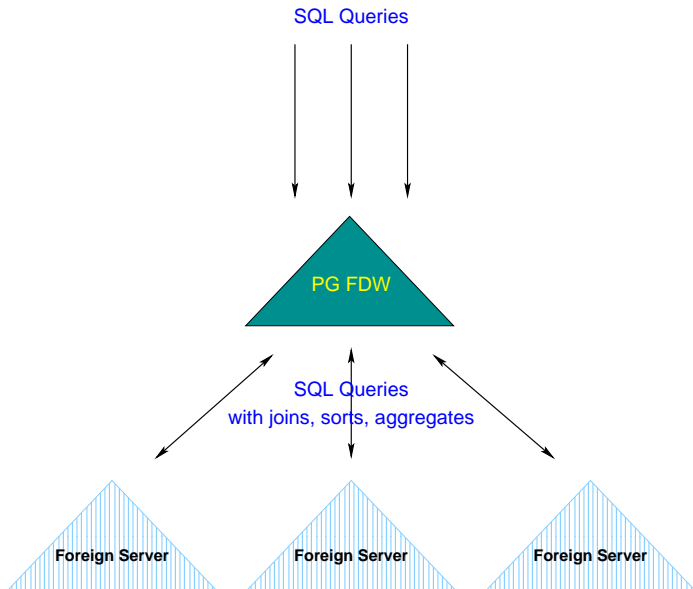 SQL Queries
PG FDW
SQL Queries
with joins, sorts, aggregates
Foreign Server
Foreign Server
Foreign Server